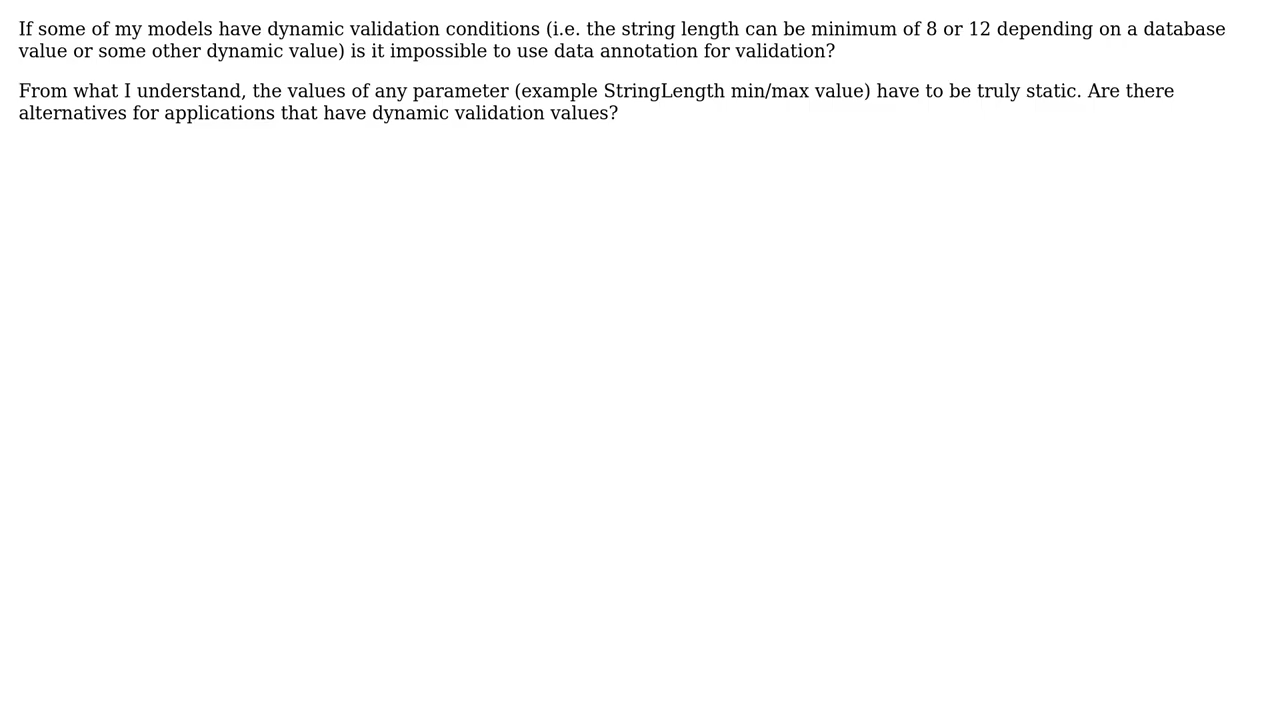 If some of my models have dynamic validation conditions (i.e. the string length can be minimum of 8 or 12 depending on a database
value or some other dynamic value) is it impossible to use data annotation for validation?
From what I understand, the values of any parameter (example StringLength min/max value) have to be truly static. Are there
alternatives for applications that have dynamic validation values?